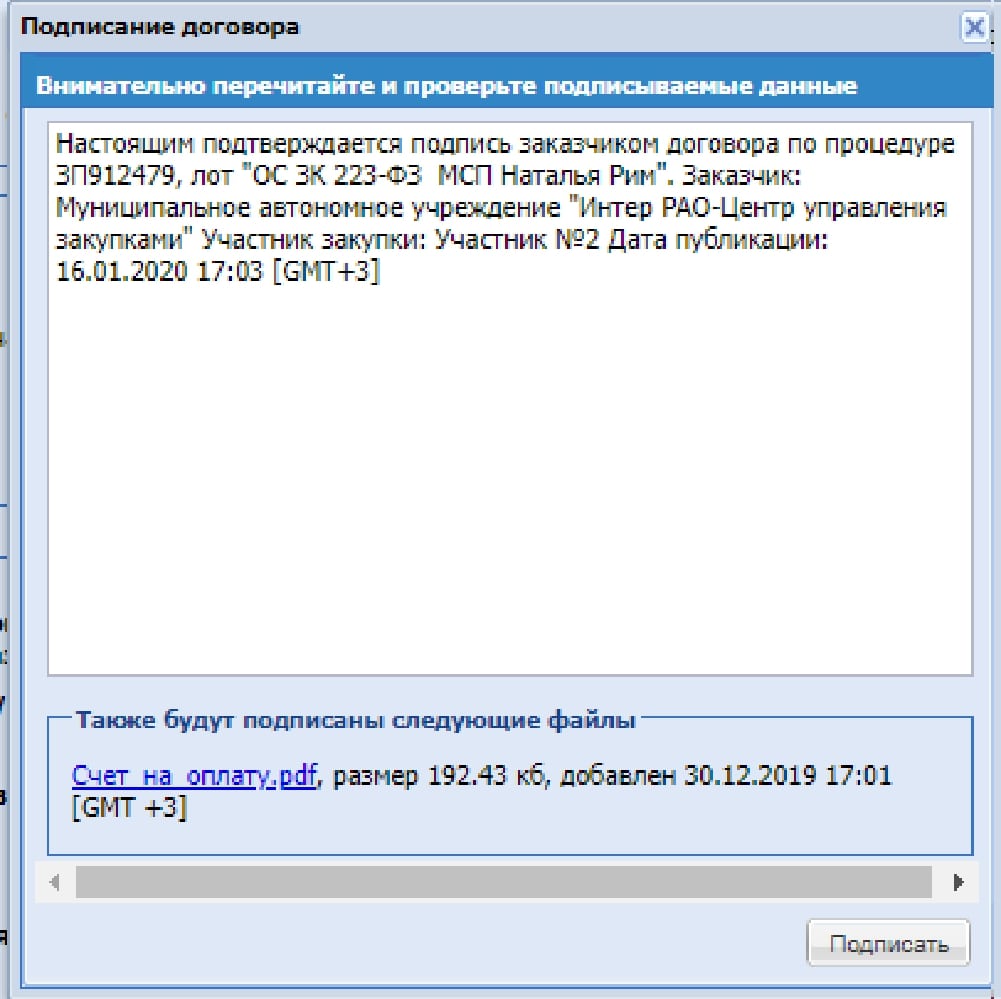 Подписание договора
Внимательно перечитайте и проверьте подписываемые данные
Настоящим подтверждается подпись заказчиком договора по процедуре
ЗП912479, лот "ОС ЗК 223-ФЗ  МСП Наталья Рим". Заказчик:
Муниципальное автономное учреждение "Интер РАО-Центр управления
закупками" Участник закупки: Участник №2 Дата публикации:
16.01.2020 17:03 [GMT+3]
Также будут подписаны следующие файлы
Счет_на_оплату.pdf, размер 192.43 кб, добавлен 30.12.2019 17:01
[GMT +3]
Подписать